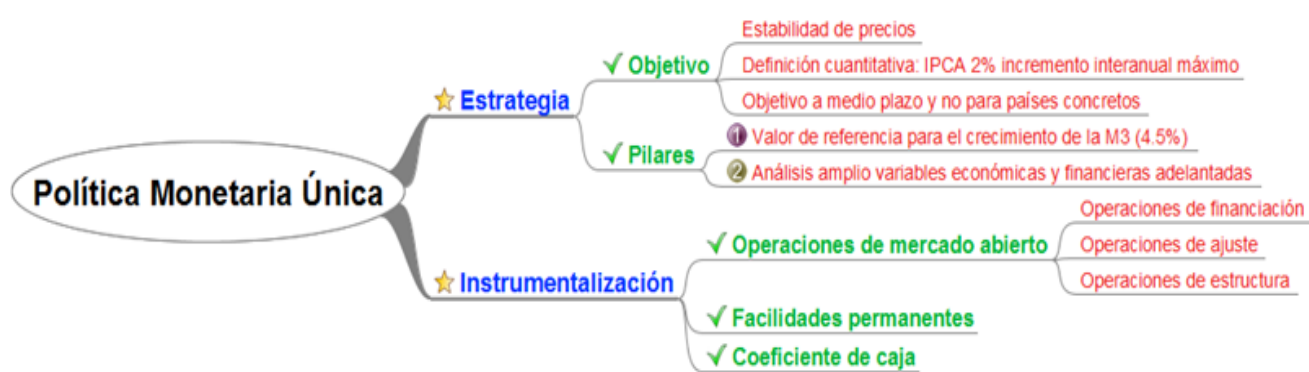 Política Monetaria Única
Estrategia
Objetivo
Estabilidad de precios
Definición cuantitativa: IPCA 2% incremento interanual máximo
Objetivo a medio plazo y no para países concretos
Pilares
1 Valor de referencia para el crecimiento de la M3 (4.5%)
2 Análisis amplio variables económicas y financieras adelantadas
Instrumentalización
Operaciones de mercado abierto
Operaciones de financiación
Operaciones de ajuste
Operaciones de estructura
Facilidades permanentes
Coeficiente de caja